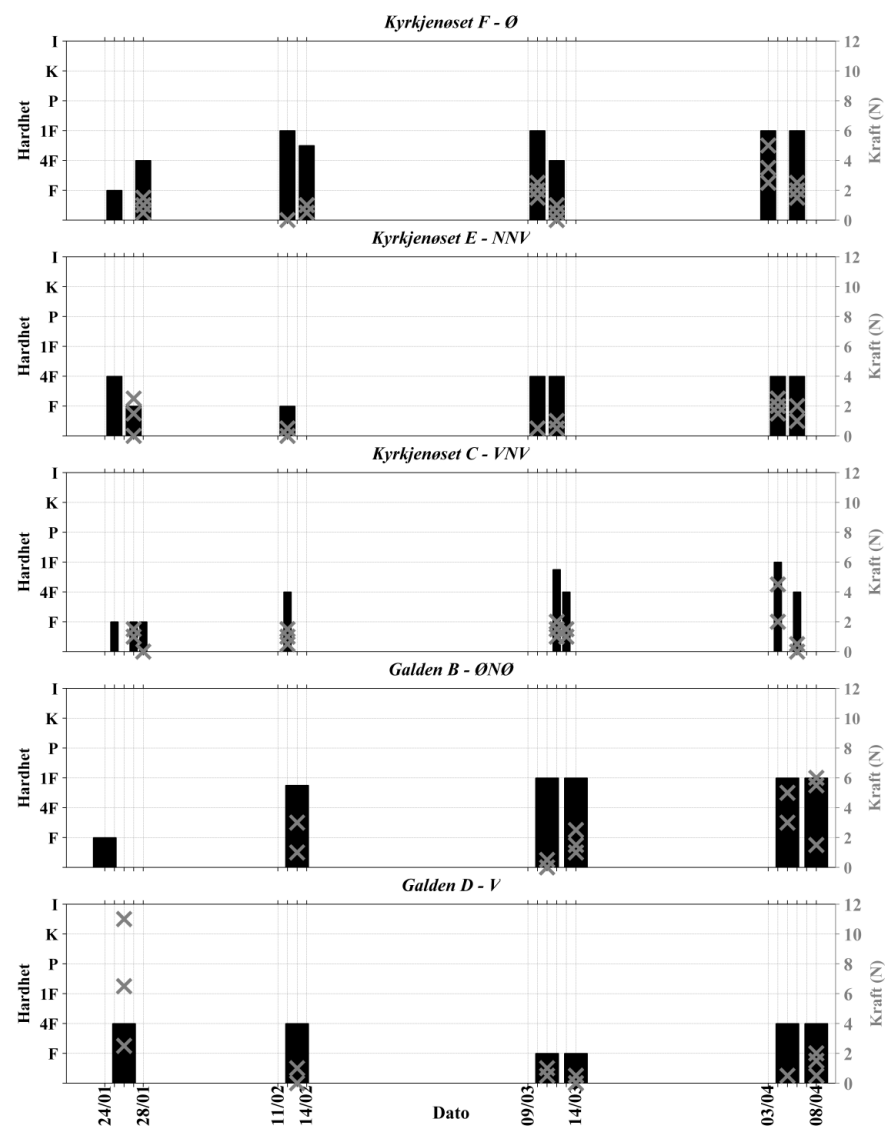 Kyrkjenøset F - Ø
I
K
P
1F
4F
F
Hardhet
12
10
8
6
4
2
0
Kraft (N)
Kyrkjenøset E - NNV
I
K
P
1F
4F
F
Hardhet
12
10
8
6
4
2
0
Kraft (N)
Kyrkjenøset C - VNV
I
K
P
1F
4F
F
Hardhet
12
10
8
6
4
2
0
Kraft (N)
Galden B - ØNØ
I
K
P
1F
4F
F
Hardhet
12
10
8
6
4
2
0
Kraft (N)
Galden D - V
I
K
P
1F
4F
F
Hardhet
12
10
8
6
4
2
0
Kraft (N)
24/01 28/01 11/02 14/02 09/03 14/03 03/04 08/04
Dato